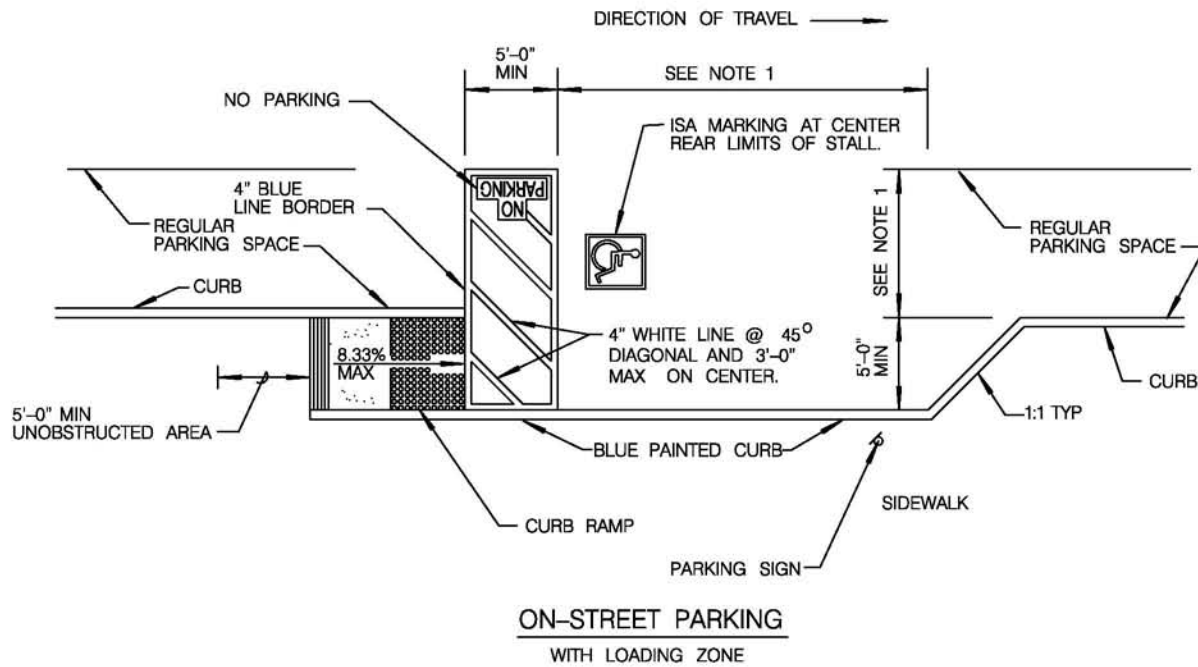 DIRECTION OF TRAVEL
5'-0"
MIN
SEE NOTE 1
NO PARKING
ISA MARKING AT CENTER
REAR LIMITS OF STALL.
NO
PARKING
4" BLUE
LINE BORDER
REGULAR
PARKING SPACE
CURB
SEE NOTE 1
REGULAR
PARKING SPACE
8.33%
MAX
4" WHITE LINE @ 45°
DIAGONAL AND 3'-0"
MAX ON CENTER.
5'-0"
MIN
CURB
5'-0" MIN
UNOBSTRUCTED AREA
1:1 TYP
BLUE PAINTED CURB
SIDEWALK
CURB RAMP
PARKING SIGN
ON-STREET PARKING
WITH LOADING ZONE